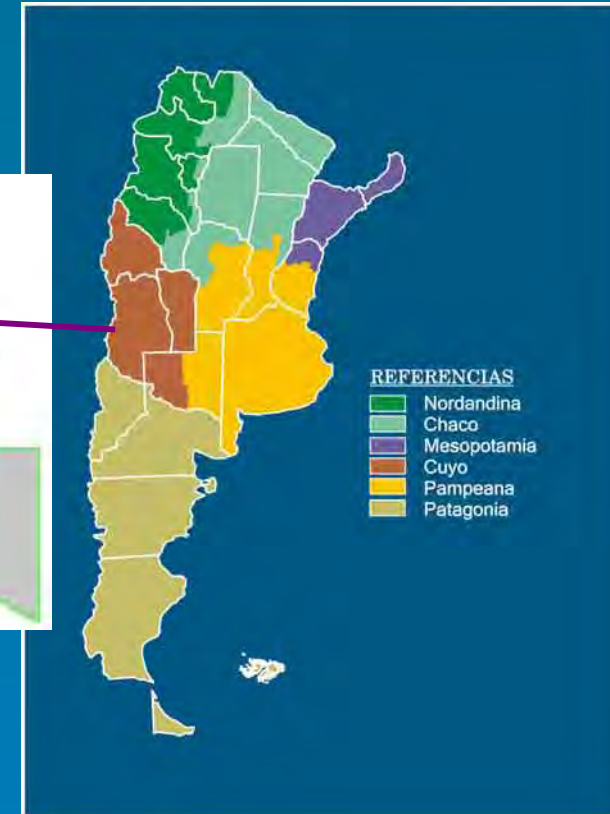 REFERENCIAS
Nordandina
Chaco
Mesopotamia
Cuyo
Pampeana
Patagonia